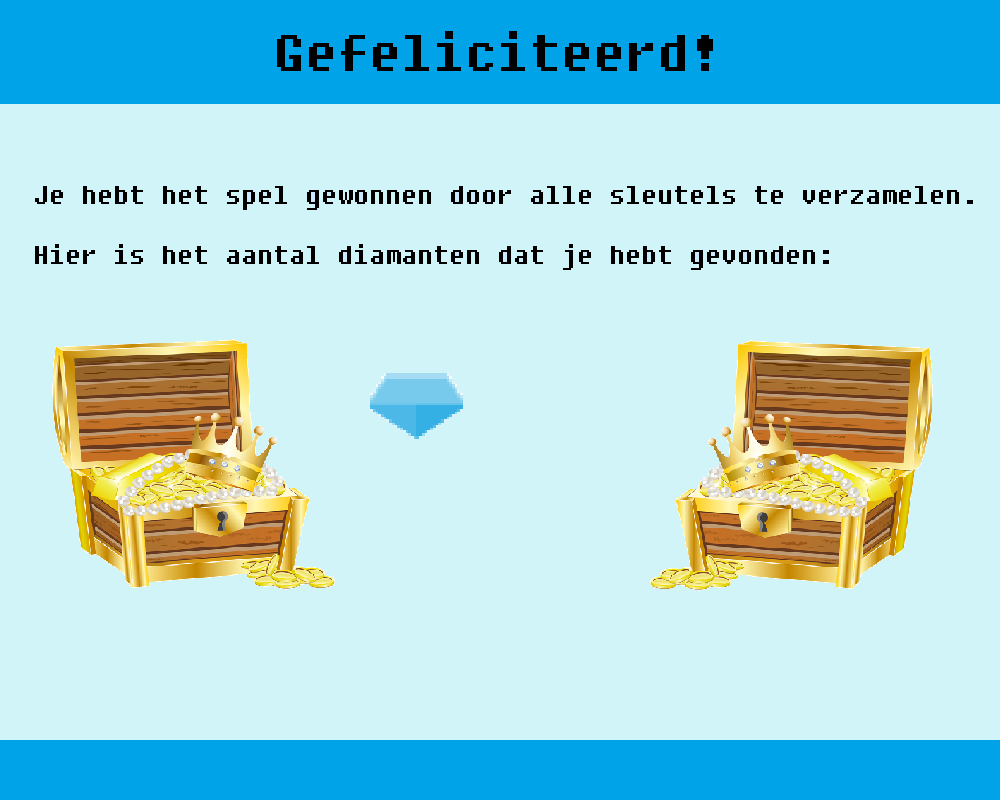 Gefeliciteerd!
Je hebt het spel gewonnen door alle sleutels te verzamelen.
Hier is het aantal diamanten dat je hebt gevonden: